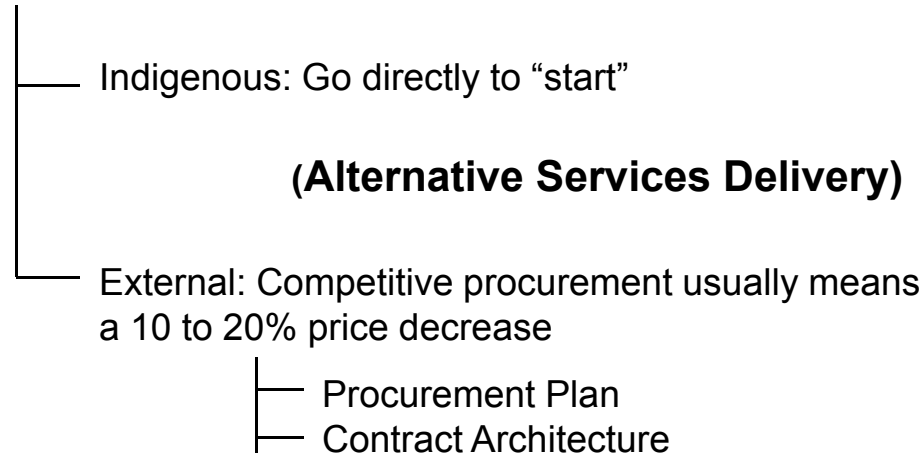 Indigenous: Go directly to “start”
(Alternative Services Delivery)
External: Competitive procurement usually means
a 10 to 20% price decrease
Procurement Plan
Contract Architecture